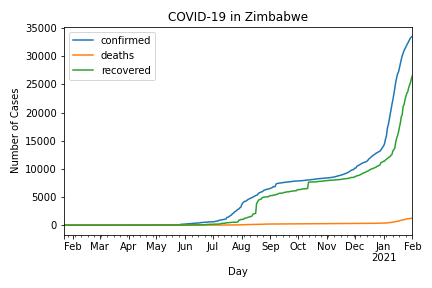 COVID-19 in Zimbabwe
confirmed
deaths
recovered
Number of Cases
35000
30000
25000
20000
15000
10000
5000
0
Feb Mar Apr May Jun Jul Aug Sep Oct Nov Dec Jan Feb
2021
Day